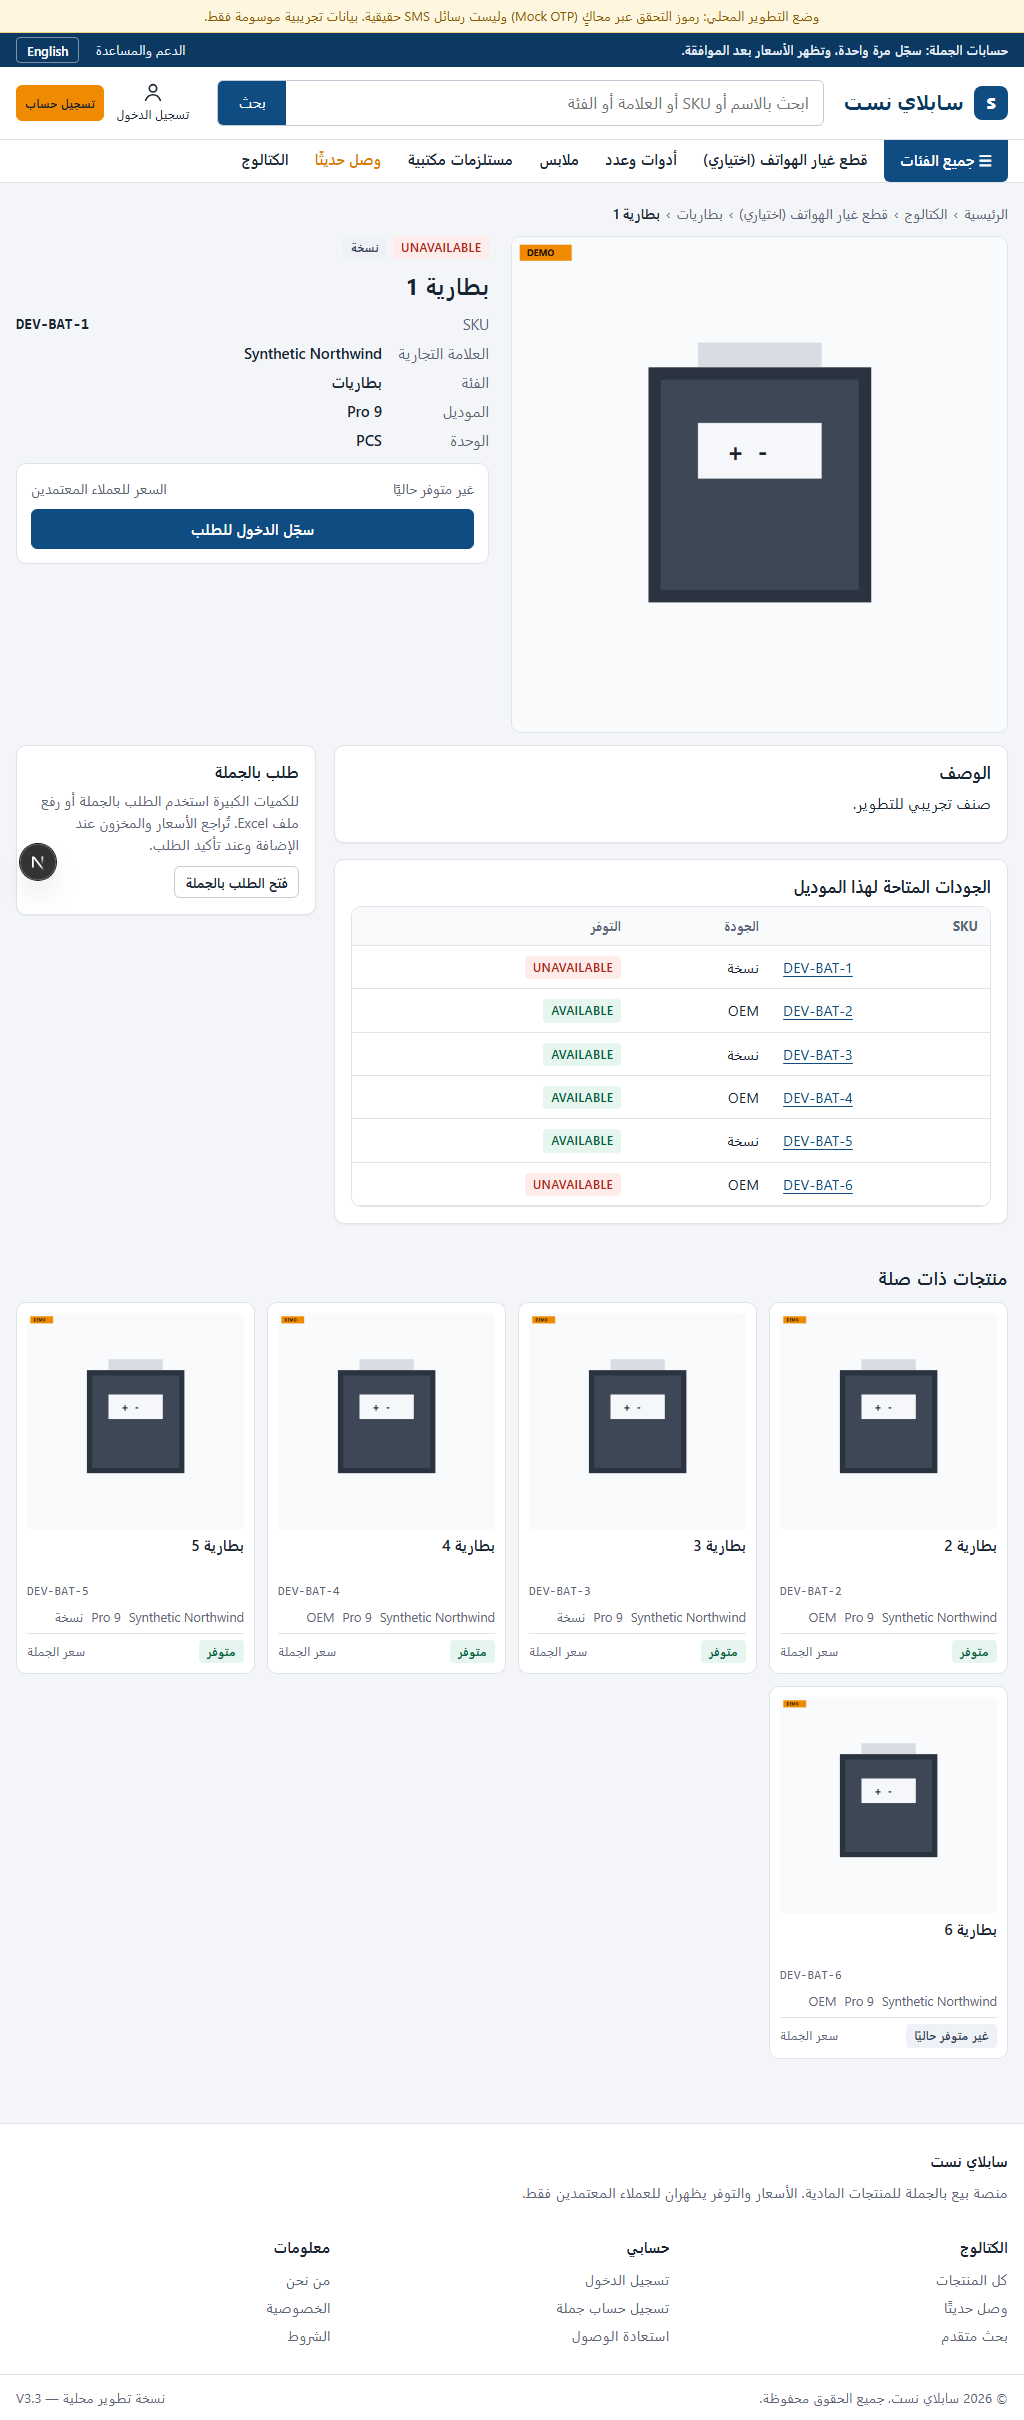 وضع التطوير المحلي: رموز التحقق عبر محاكٍ (Mock OTP) وليست رسائل SMS حقيقية. بيانات تجريبية موسومة فقط.
حسابات الجملة: سجّل مرة واحدة، وتظهر الأسعار بعد الموافقة.
الدعم والمساعدة
English
S
سابلاي نست
ابحث بالاسم أو SKU أو العلامة أو الفئة
بحث
تسجيل الدخول
تسجيل حساب
☰ جميع الفئات
قطع غيار الهواتف (اختياري)
أدوات وعدد
ملابس
مستلزمات مكتبية
وصل حديثًا
الكتالوج
الرئيسية › الكتالوج › قطع غيار الهواتف (اختياري) › بطاريات › بطارية 1
DEMO
+ -
UNAVAILABLE
نسخة
بطارية 1
SKU DEV-BAT-1
العلامة التجارية Synthetic Northwind
الفئة بطاريات
الموديل Pro 9
الوحدة PCS
غير متوفر حاليًا
السعر للعملاء المعتمدين
سجّل الدخول للطلب
الوصف
صنف تجريبي للتطوير.
طلب بالجملة
للكميات الكبيرة استخدم الطلب بالجملة أو رفع
ملف Excel. تُراجع الأسعار والمخزون عند
الإضافة وعند تأكيد الطلب.
فتح الطلب بالجملة
N
الجودات المتاحة لهذا الموديل
SKU الجودة التوفر
DEV-BAT-1 نسخة UNAVAILABLE
DEV-BAT-2 OEM AVAILABLE
DEV-BAT-3 نسخة AVAILABLE
DEV-BAT-4 OEM AVAILABLE
DEV-BAT-5 نسخة AVAILABLE
DEV-BAT-6 OEM UNAVAILABLE
منتجات ذات صلة
DEMO
+ -
بطارية 2
DEV-BAT-2
Synthetic Northwind Pro 9 OEM
متوفر
سعر الجملة
DEMO
+ -
بطارية 3
DEV-BAT-3
Synthetic Northwind Pro 9 نسخة
متوفر
سعر الجملة
DEMO
+ -
بطارية 4
DEV-BAT-4
Synthetic Northwind Pro 9 OEM
متوفر
سعر الجملة
DEMO
+ -
بطارية 5
DEV-BAT-5
Synthetic Northwind Pro 9 نسخة
متوفر
سعر الجملة
DEMO
+ -
بطارية 6
DEV-BAT-6
Synthetic Northwind Pro 9 OEM
غير متوفر حاليًا
سعر الجملة
سابلاي نست
منصة بيع بالجملة للمنتجات المادية. الأسعار والتوفر يظهران للعملاء المعتمدين فقط.
الكتالوج
كل المنتجات
وصل حديثًا
بحث متقدم
حسابي
تسجيل الدخول
تسجيل حساب جملة
استعادة الوصول
معلومات
من نحن
الخصوصية
الشروط
© 2026 سابلاي نست. جميع الحقوق محفوظة.
نسخة تطوير محلية — V3.3